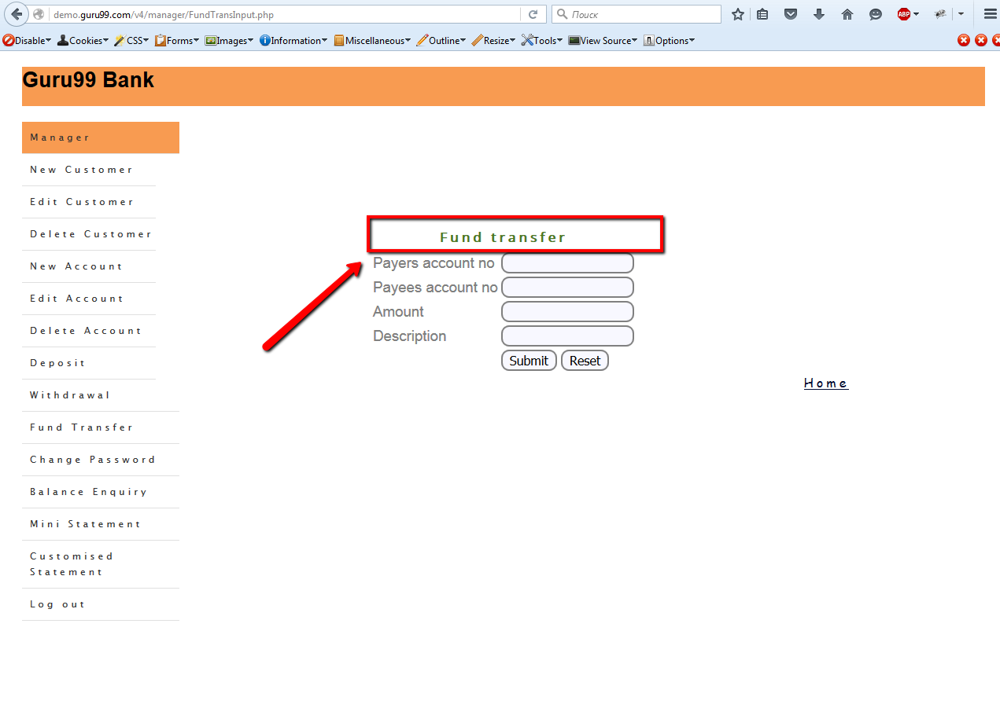 demo.guru99.com/v4/manager/FundTransInput.php
Поиск
ABP
Disable Cookies CSS Forms Images Information Miscellaneous Outline Resize Tools View Source Options
Guru99 Bank
Manager
New Customer
Edit Customer
Delete Customer
New Account
Edit Account
Delete Account
Deposit
Withdrawal
Fund Transfer
Change Password
Balance Enquiry
Mini Statement
Customised
Statement
Log out
Fund transfer
Payers account no
Payees account no
Amount
Description
Submit Reset
Home